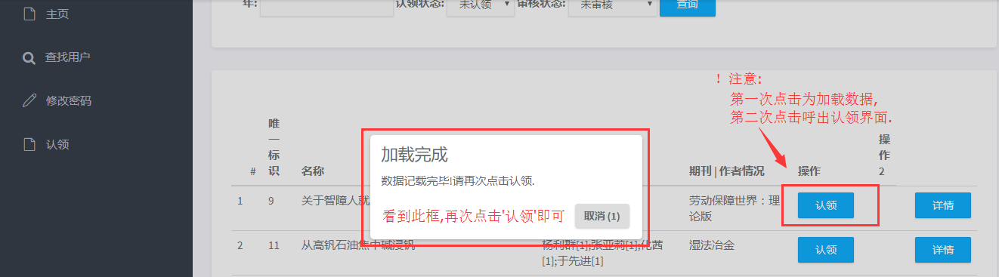 主页
查找用户
修改密码
认领
年:
认领状态: 未认领 审核状态: 未审核 查询
！注意:
第一次点击为加载数据,
第二次点击呼出认领界面.
# 唯一标识 名称 期刊 | 作者情况 操作 操作2
加载完成
数据记载完毕!请再次点击认领.
看到此框,再次点击'认领'即可
取消 (1)
1 9 关于智障人就 劳动保障世界：理论版 认领 详情
2 11 从高钒石油焦中碱浸钒 杨利群[1];张亚莉[1];化茜[1];于先进[1] 湿法冶金 认领 详情